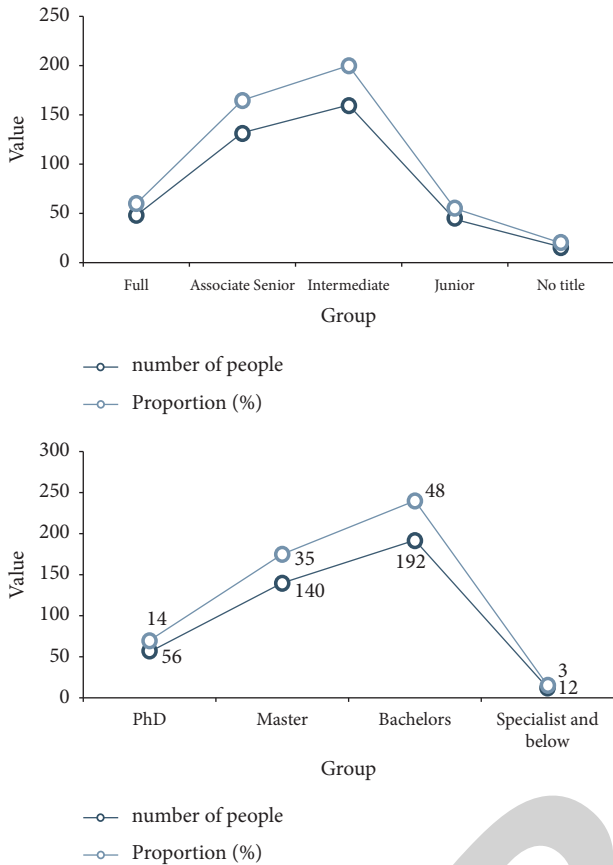 250
200
150
100
50
0
Value
Full Associate Senior Intermediate Junior No title
Group
number of people
Proportion (%)
300
250
200
150
100
50
0
Value
48
192
35
140
14
56
3
12
PhD Master Bachelors Specialist and
below
Group
number of people
Proportion (%)